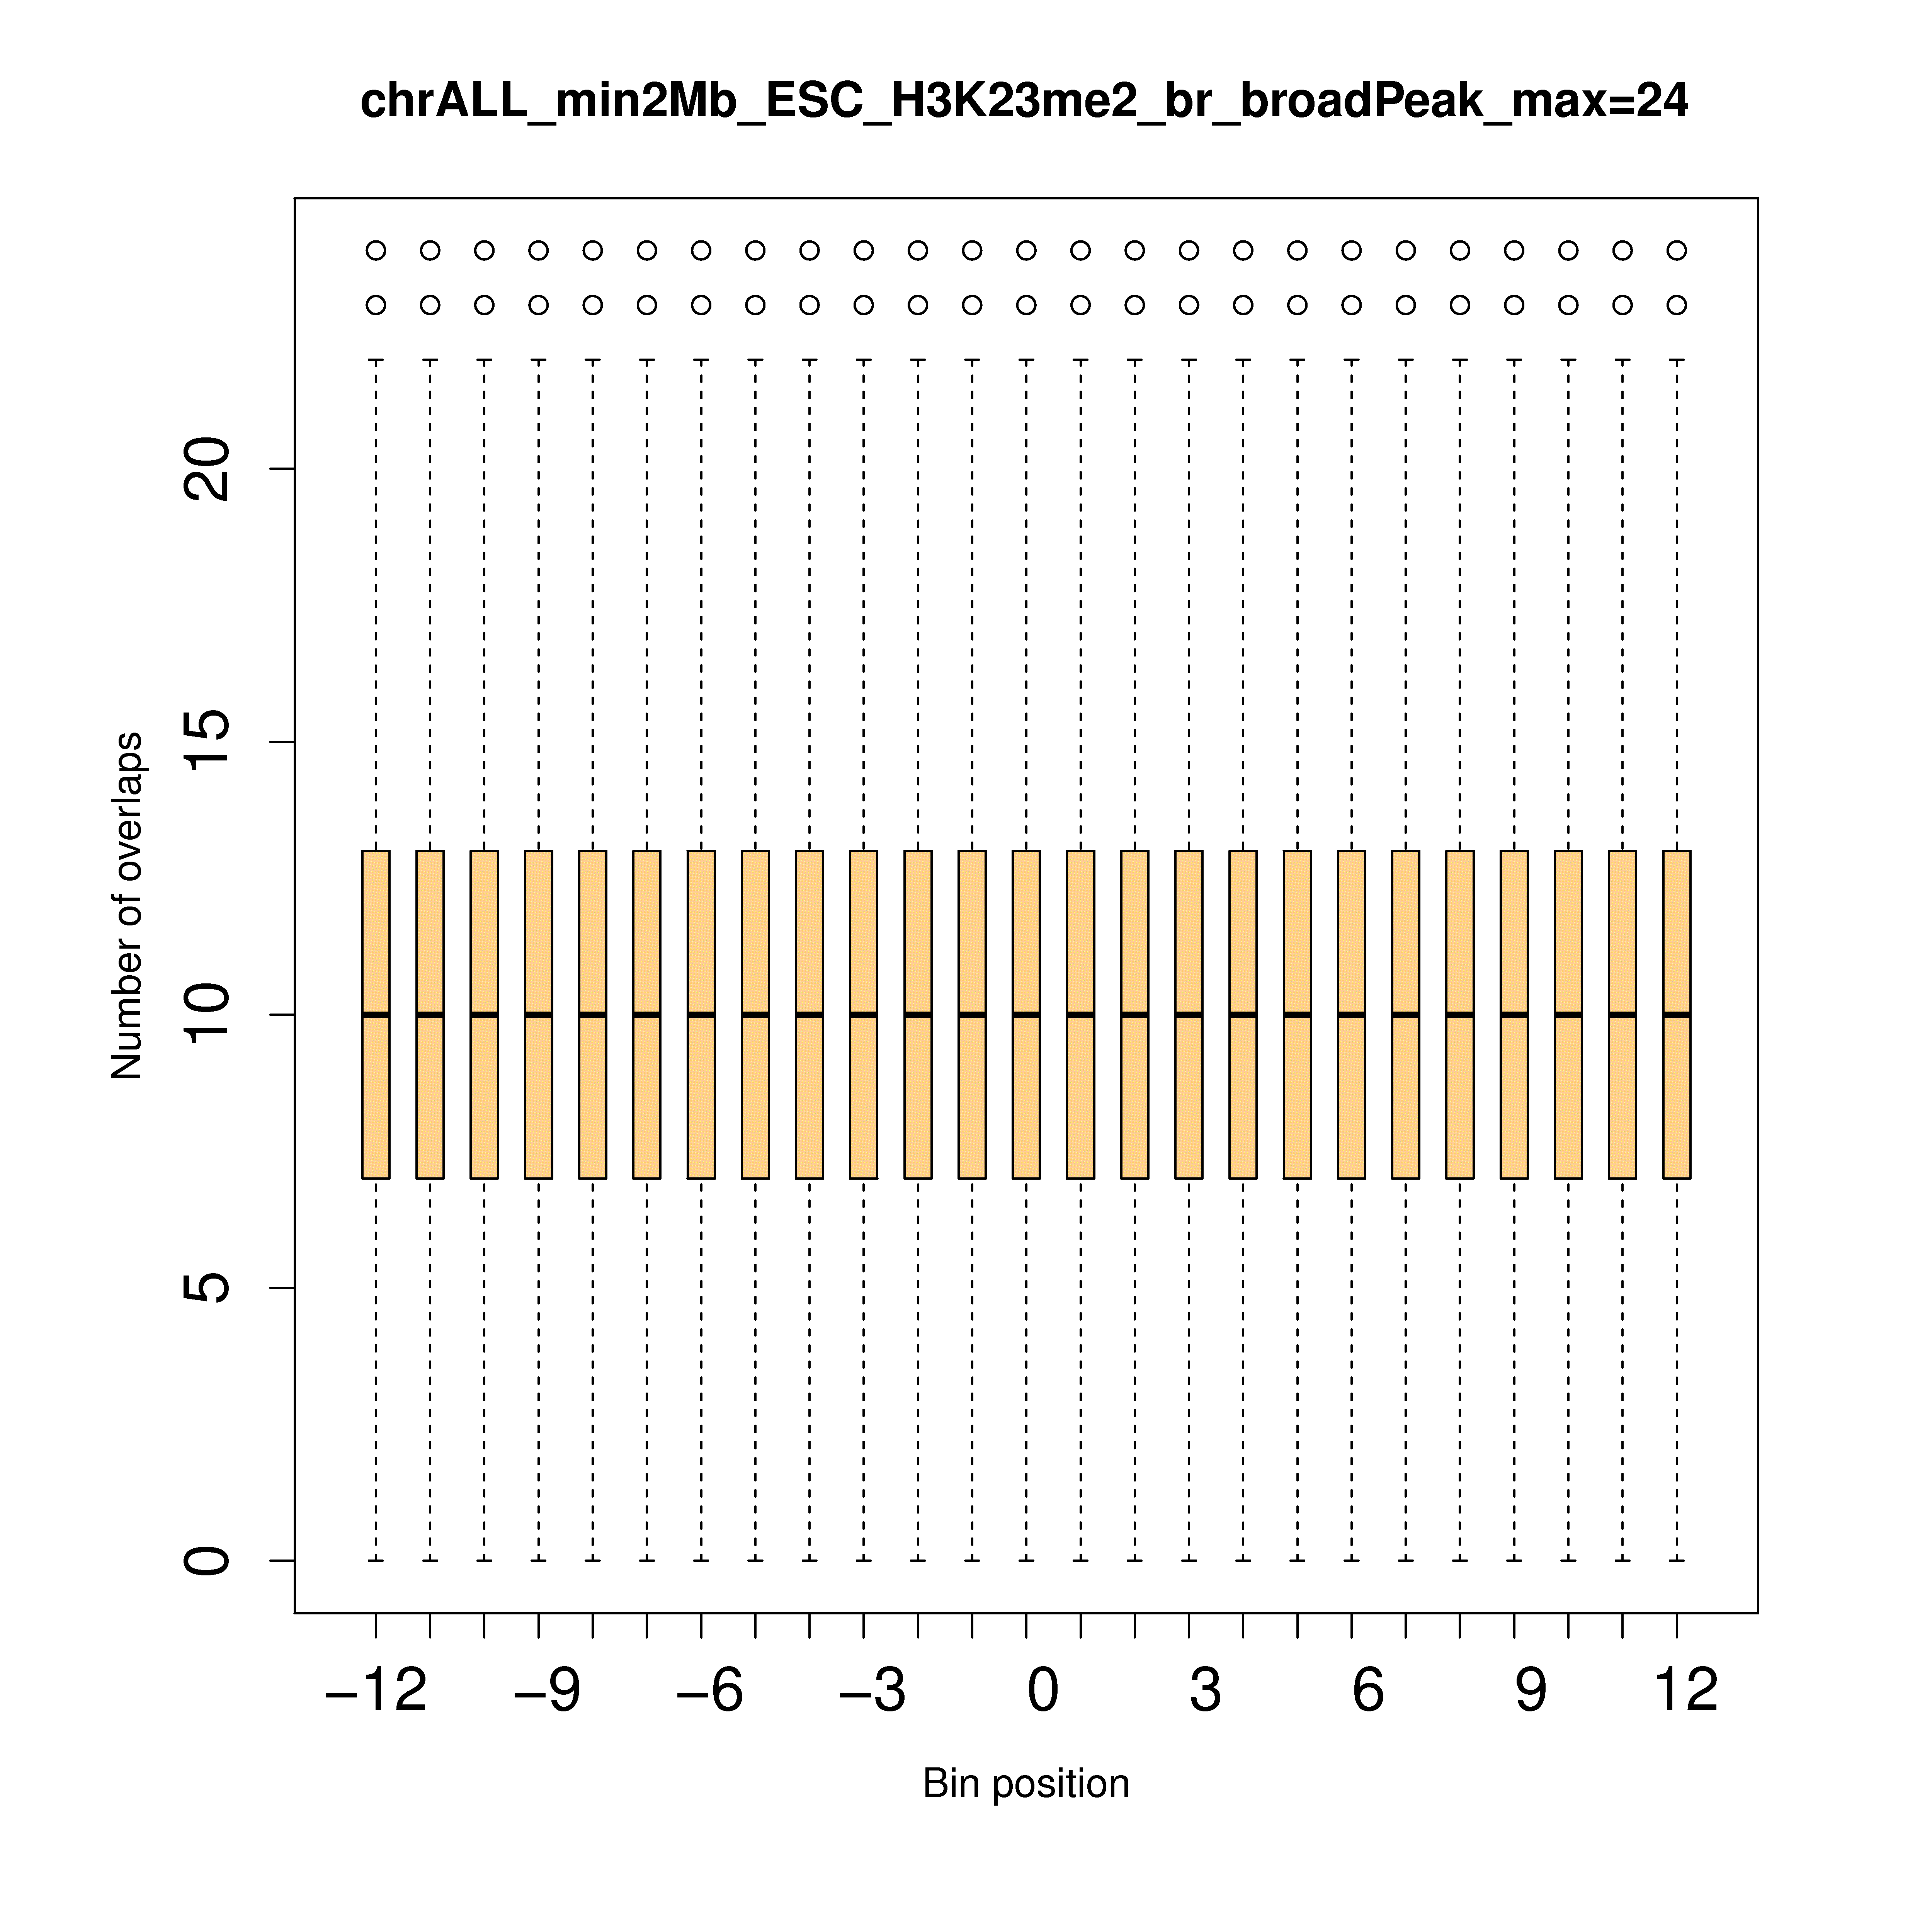 chrALL_min2Mb_ESC_H3K23me2_br_broadPeak_max=24
20
15
10
5
0
Number of overlaps
−12 −9 −6 −3 0 3 6 9 12
Bin position